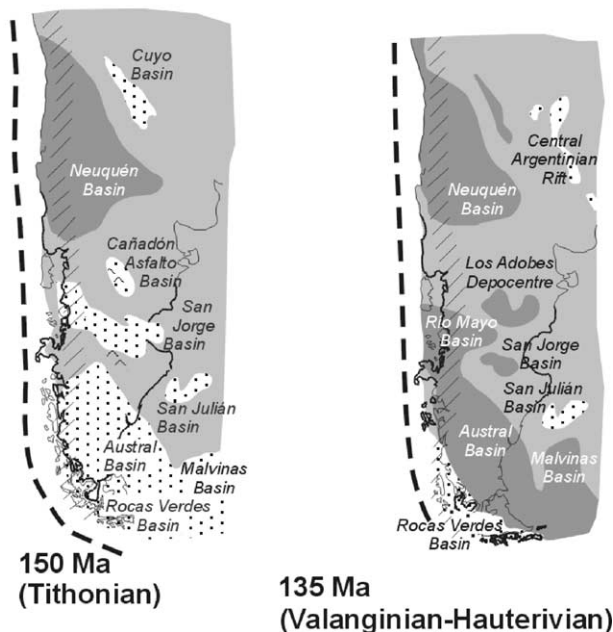 Cuyo
Basin
Neuquén
Basin
Cañadón
Asfalto
Basin
San
Jorge
Basin
San Julián
Basin
Austral
Basin
Malvinas
Basin
Rocas Verdes
Basin
150 Ma
(Tithonian)
Central
Argentinian
Rift
Neuquén
Basin
Los Adobes
Depocentre
Río Mayo
Basin
San Jorge
Basin
San Julián
Basin
Austral
Basin
Malvinas
Basin
Rocas Verdes
Basin
135 Ma
(Valanginian-Hauterivian)